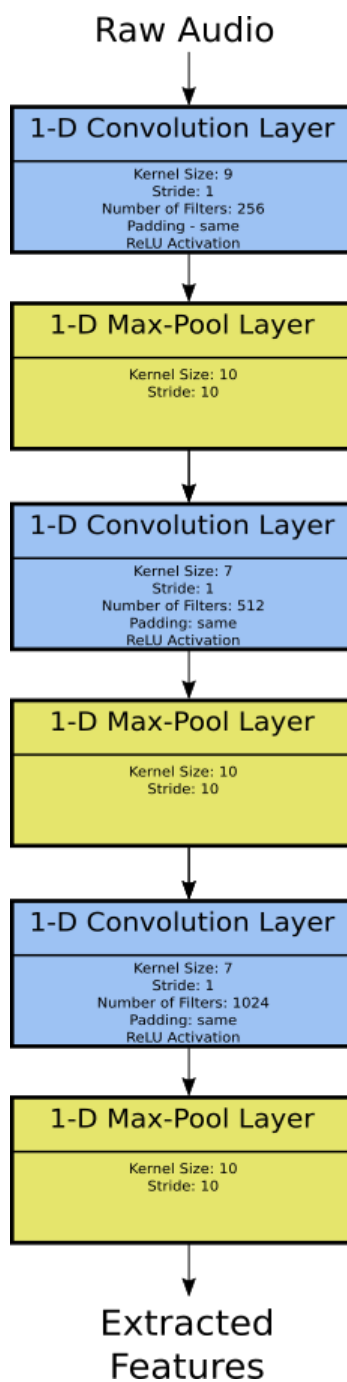 Raw Audio
1-D Convolution Layer
Kernel Size: 9
Stride: 1
Number of Filters: 256
Padding - same
ReLU Activation
1-D Max-Pool Layer
Kernel Size: 10
Stride: 10
1-D Convolution Layer
Kernel Size: 7
Stride: 1
Number of Filters: 512
Padding: same
ReLU Activation
1-D Max-Pool Layer
Kernel Size: 10
Stride: 10
1-D Convolution Layer
Kernel Size: 7
Stride: 1
Number of Filters: 1024
Padding: same
ReLU Activation
1-D Max-Pool Layer
Kernel Size: 10
Stride: 10
Extracted
Features